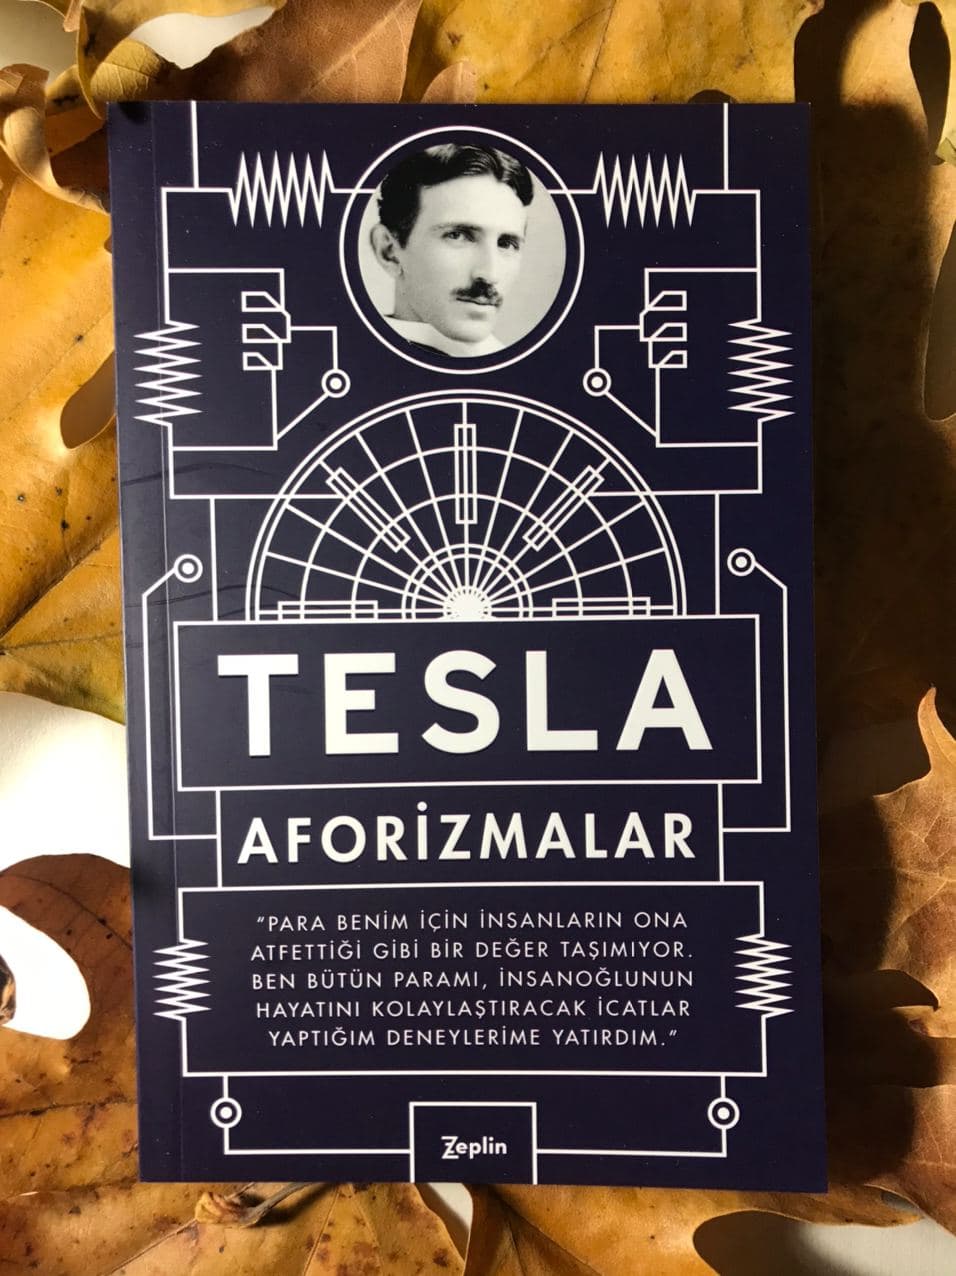 TESLA
AFORİZMALAR
“PARA BENİM İÇİN İNSANLARIN ONA
ATFETTİĞİ GİBİ BİR DEĞER TAŞIMIYOR.
BEN BÜTÜN PARAMI, İNSANOĞLUNUN
HAYATINI KOLAYLAŞTIRACAK İCATLAR
YAPTIĞIM DENEYLERİME YATIRDIM.”
Zeplin